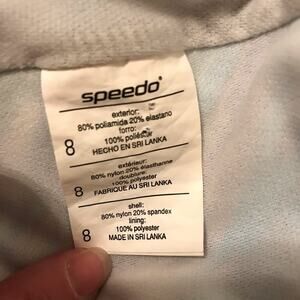 speedo
exterior:
80% poliamida 20% elastano
forro:
100% poliéster
8 HECHO EN SRI LANKA
extérieur:
80% nylon 20% élasthanne
doublure:
100% polyester
8 FABRIQUE AU SRI LANKA
shell:
80% nylon 20% spandex
lining:
100% polyester
8 MADE IN SRI LANKA